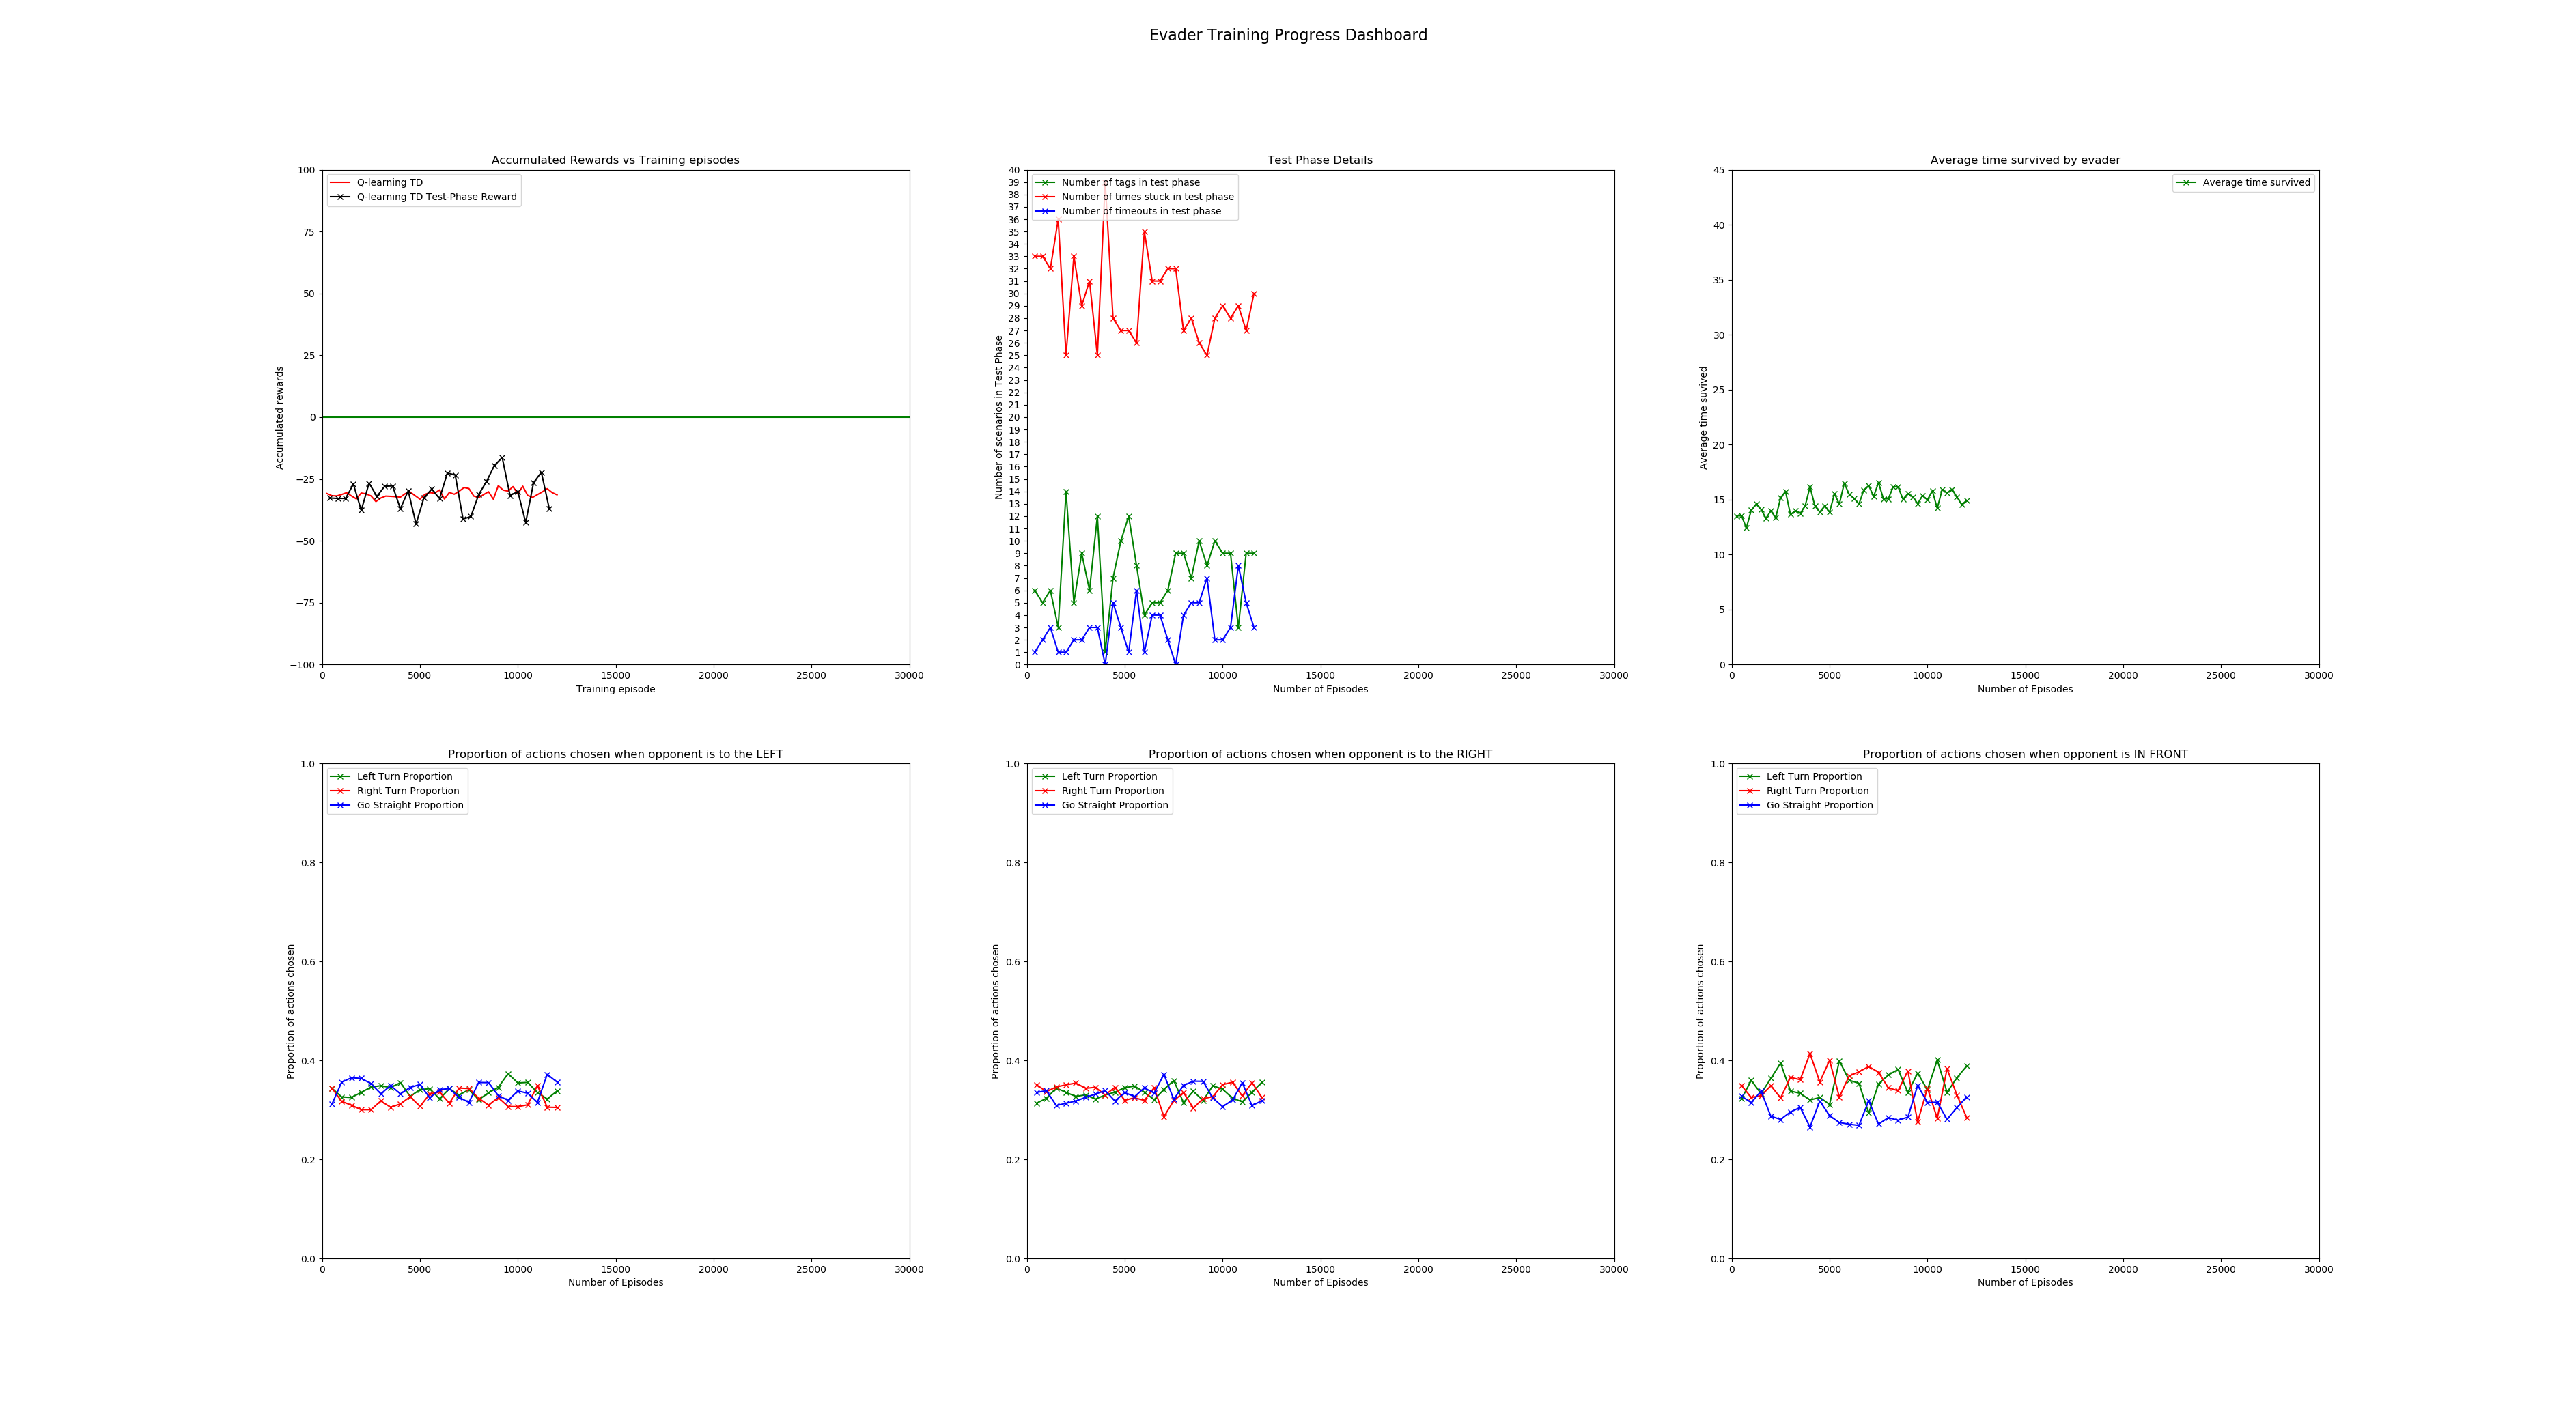 Evader Training Progress Dashboard
Accumulated Rewards vs Training episodes
100
75
50
25
0
−25
−50
−75
−100
Accumulated rewards
Q-learning TD
Q-learning TD Test-Phase Reward
0 5000 10000 15000 20000 25000 30000
Training episode
Test Phase Details
40
39
38
37
36
35
34
33
32
31
30
29
28
27
26
25
24
23
22
21
20
19
18
17
16
15
14
13
12
11
10
9
8
7
6
5
4
3
2
1
0
Number of scenarios in Test Phase
Number of tags in test phase
Number of times stuck in test phase
Number of timeouts in test phase
0 5000 10000 15000 20000 25000 30000
Number of Episodes
Average time survived by evader
45
40
35
30
25
20
15
10
5
0
Average time survived
Average time suvived
0 5000 10000 15000 20000 25000 30000
Number of Episodes
Proportion of actions chosen when opponent is to the LEFT
1.0
0.8
0.6
0.4
0.2
0.0
Proportion of actions chosen
Left Turn Proportion
Right Turn Proportion
Go Straight Proportion
0 5000 10000 15000 20000 25000 30000
Number of Episodes
Proportion of actions chosen when opponent is to the RIGHT
1.0
0.8
0.6
0.4
0.2
0.0
Proportion of actions chosen
Left Turn Proportion
Right Turn Proportion
Go Straight Proportion
0 5000 10000 15000 20000 25000 30000
Number of Episodes
Proportion of actions chosen when opponent is IN FRONT
1.0
0.8
0.6
0.4
0.2
0.0
Proportion of actions chosen
Left Turn Proportion
Right Turn Proportion
Go Straight Proportion
0 5000 10000 15000 20000 25000 30000
Number of Episodes